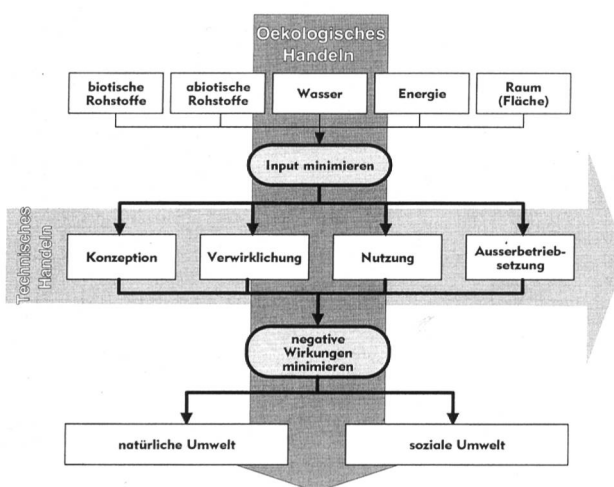 Oekologisches
Handeln
biotische
Rohstoffe
abiotische
Rohstoffe
Wasser
Energie
Raum
(Fläche)
Input minimieren
Technisches
Handeln
Konzeption
Verwirklichung
Nutzung
Ausserbetrieb-
setzung
negative
Wirkungen
minimieren
natürliche Umwelt
soziale Umwelt